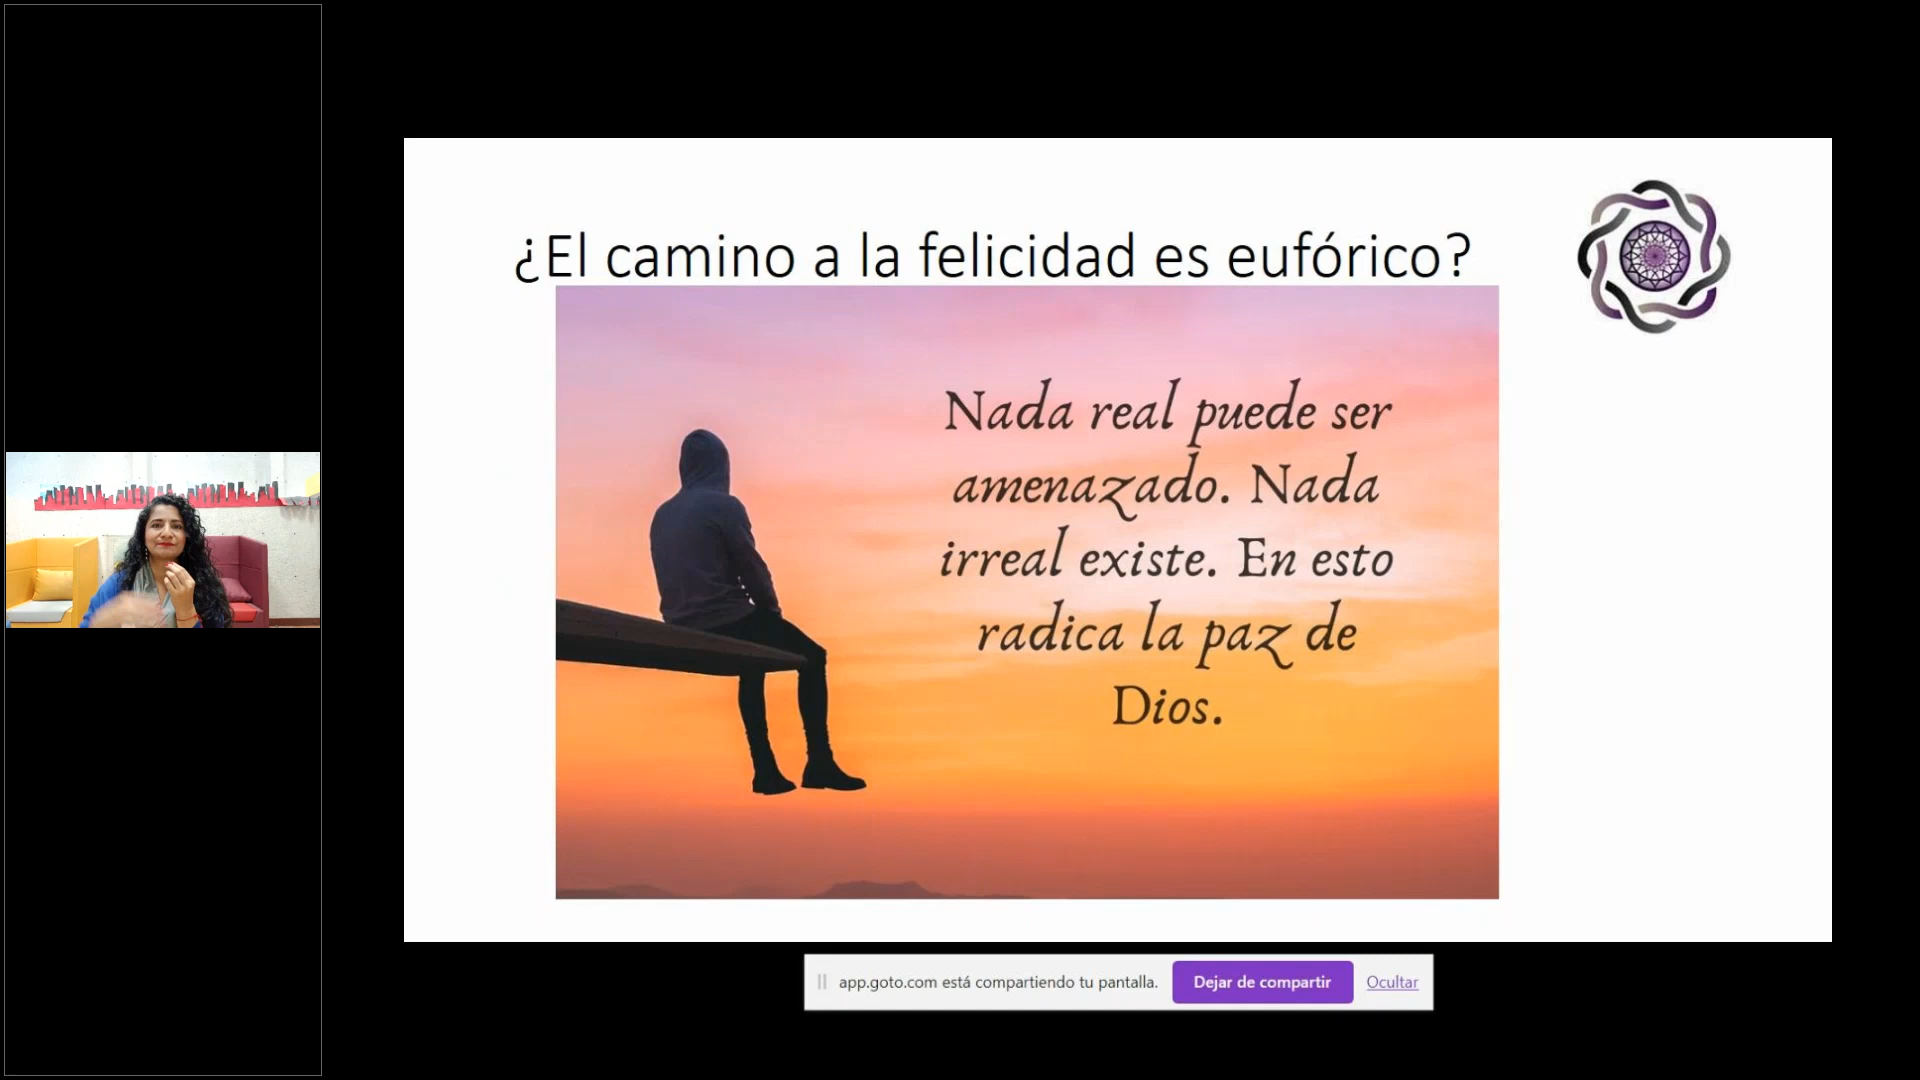 ¿El camino a la felicidad es eufórico?
Nada real puede ser
amenazado. Nada
irreal existe. En esto
radica la paz de
Dios.
app.goto.com está compartiendo tu pantalla. Dejar de compartir Ocultar